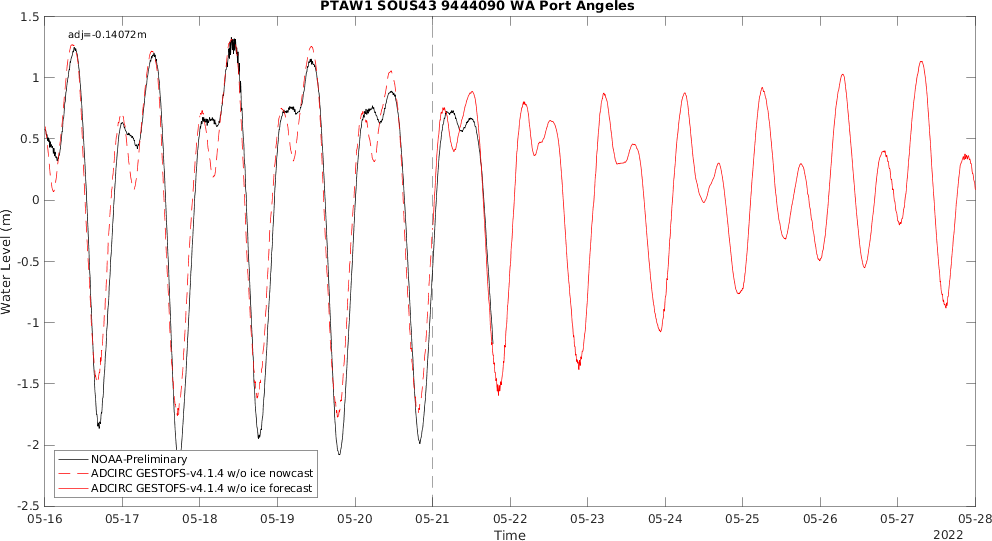 PTAW1 SOUS43 9444090 WA Port Angeles
adj=-0.14072m
1.5
1
0.5
0
-0.5
-1
-1.5
-2
-2.5
Water Level (m)
NOAA-Preliminary
ADCIRC GESTOFS-v4.1.4 w/o ice nowcast
ADCIRC GESTOFS-v4.1.4 w/o ice forecast
05-16 05-17 05-18 05-19 05-20 05-21 05-22 05-23 05-24 05-25 05-26 05-27 05-28
Time
2022